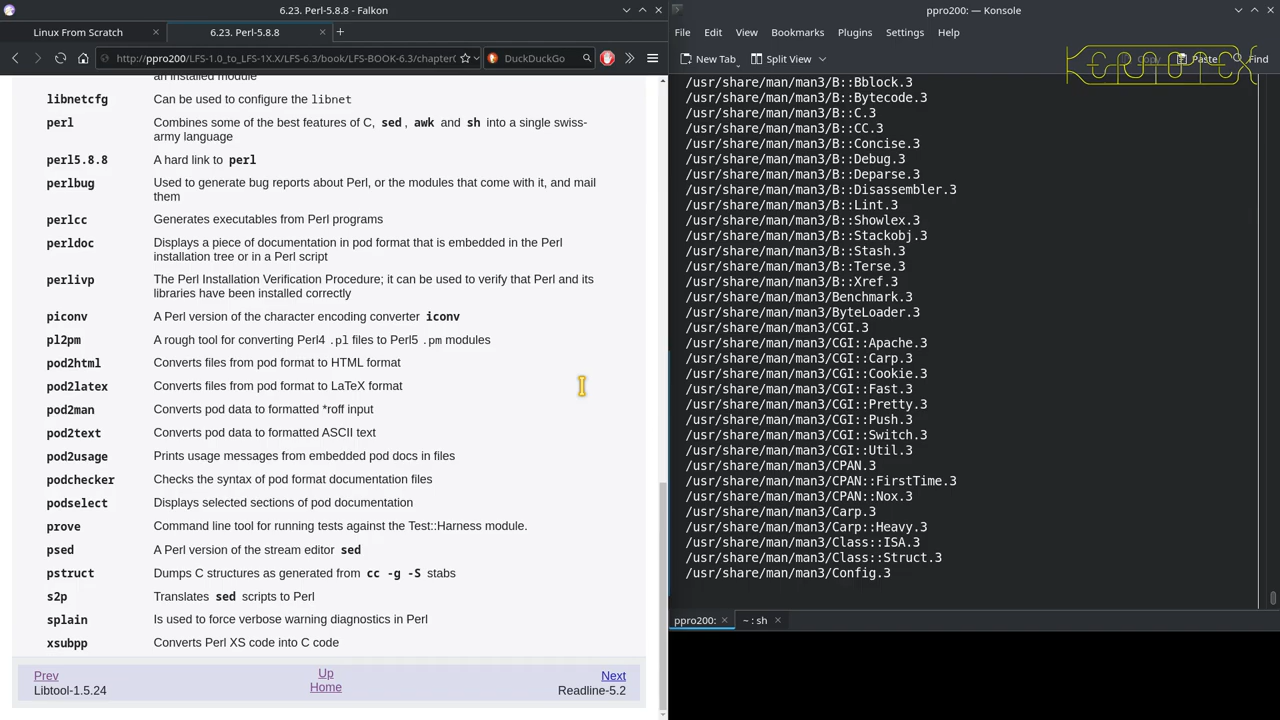 6.23. Perl-5.8.8 - Falkon
Linux From Scratch
6.23. Perl-5.8.8
http://ppro200/LFS-1.0_to_LFS-1X.X/LFS-6.3/book/LFS-BOOK-6.3/chapter(
DuckDuckGo
an installed module
libnetcfg Can be used to configure the libnet
perl Combines some of the best features of C, sed, awk and sh into a single swiss-
army language
perl5.8.8 A hard link to perl
perlbug Used to generate bug reports about Perl, or the modules that come with it, and mail
them
perlcc Generates executables from Perl programs
perldoc Displays a piece of documentation in pod format that is embedded in the Perl
installation tree or in a Perl script
perlivp The Perl Installation Verification Procedure; it can be used to verify that Perl and its
libraries have been installed correctly
piconv A Perl version of the character encoding converter iconv
pl2pm A rough tool for converting Perl4 .pl files to Perl5 .pm modules
pod2html Converts files from pod format to HTML format
pod2latex Converts files from pod format to LaTeX format
pod2man Converts pod data to formatted *roff input
pod2text Converts pod data to formatted ASCII text
pod2usage Prints usage messages from embedded pod docs in files
podchecker Checks the syntax of pod format documentation files
podselect Displays selected sections of pod documentation
prove Command line tool for running tests against the Test::Harness module.
psed A Perl version of the stream editor sed
pstruct Dumps C structures as generated from cc -g -S stabs
s2p Translates sed scripts to Perl
splain Is used to force verbose warning diagnostics in Perl
xsubpp Converts Perl XS code into C code
Prev Up Next
Home
Libtool-1.5.24 Readline-5.2
ppro200: — Konsole
File Edit View Bookmarks Plugins Settings Help
New Tab Split View Copy Paste Find
/usr/share/man/man3/B::Bblock.3
/usr/share/man/man3/B::Bytecode.3
/usr/share/man/man3/B::C.3
/usr/share/man/man3/B::CC.3
/usr/share/man/man3/B::Concise.3
/usr/share/man/man3/B::Debug.3
/usr/share/man/man3/B::Deparse.3
/usr/share/man/man3/B::Disassembler.3
/usr/share/man/man3/B::Lint.3
/usr/share/man/man3/B::Showlex.3
/usr/share/man/man3/B::Stackobj.3
/usr/share/man/man3/B::Stash.3
/usr/share/man/man3/B::Terse.3
/usr/share/man/man3/B::Xref.3
/usr/share/man/man3/Benchmark.3
/usr/share/man/man3/ByteLoader.3
/usr/share/man/man3/CGI.3
/usr/share/man/man3/CGI::Apache.3
/usr/share/man/man3/CGI::Carp.3
/usr/share/man/man3/CGI::Cookie.3
/usr/share/man/man3/CGI::Fast.3
/usr/share/man/man3/CGI::Pretty.3
/usr/share/man/man3/CGI::Push.3
/usr/share/man/man3/CGI::Switch.3
/usr/share/man/man3/CGI::Util.3
/usr/share/man/man3/CPAN.3
/usr/share/man/man3/CPAN::FirstTime.3
/usr/share/man/man3/CPAN::Nox.3
/usr/share/man/man3/Carp.3
/usr/share/man/man3/Carp::Heavy.3
/usr/share/man/man3/Class::ISA.3
/usr/share/man/man3/Class::Struct.3
/usr/share/man/man3/Config.3
ppro200: ~ : sh